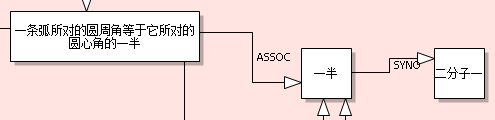 一条弧所对的圆周角等于它所对的
圆心角的一半
ASSOC
一半
SYNO
二分子一